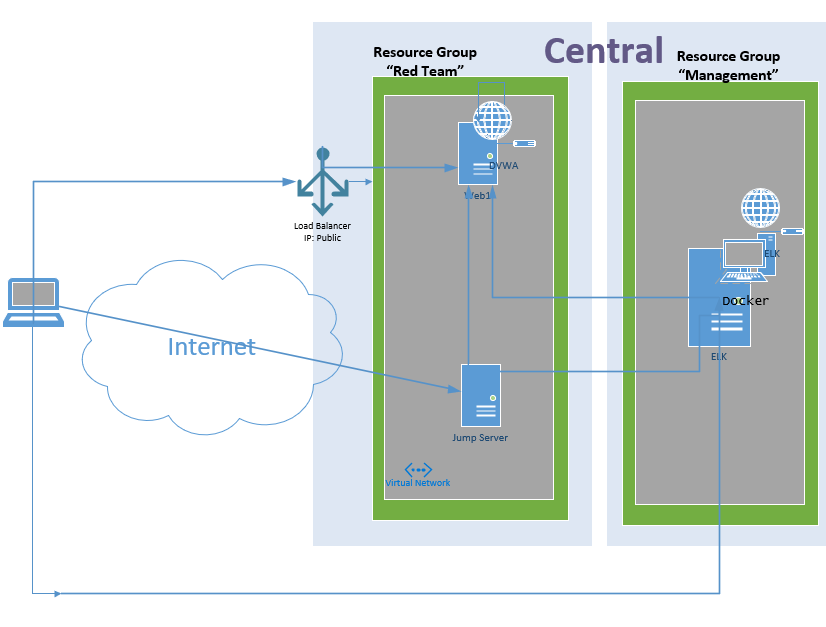 Central
Resource Group
“Red Team”
Resource Group
“Management”
DVWA
Web1
Load Balancer
IP: Public
ELK
Docker
ELK
Internet
Jump Server
Virtual Network